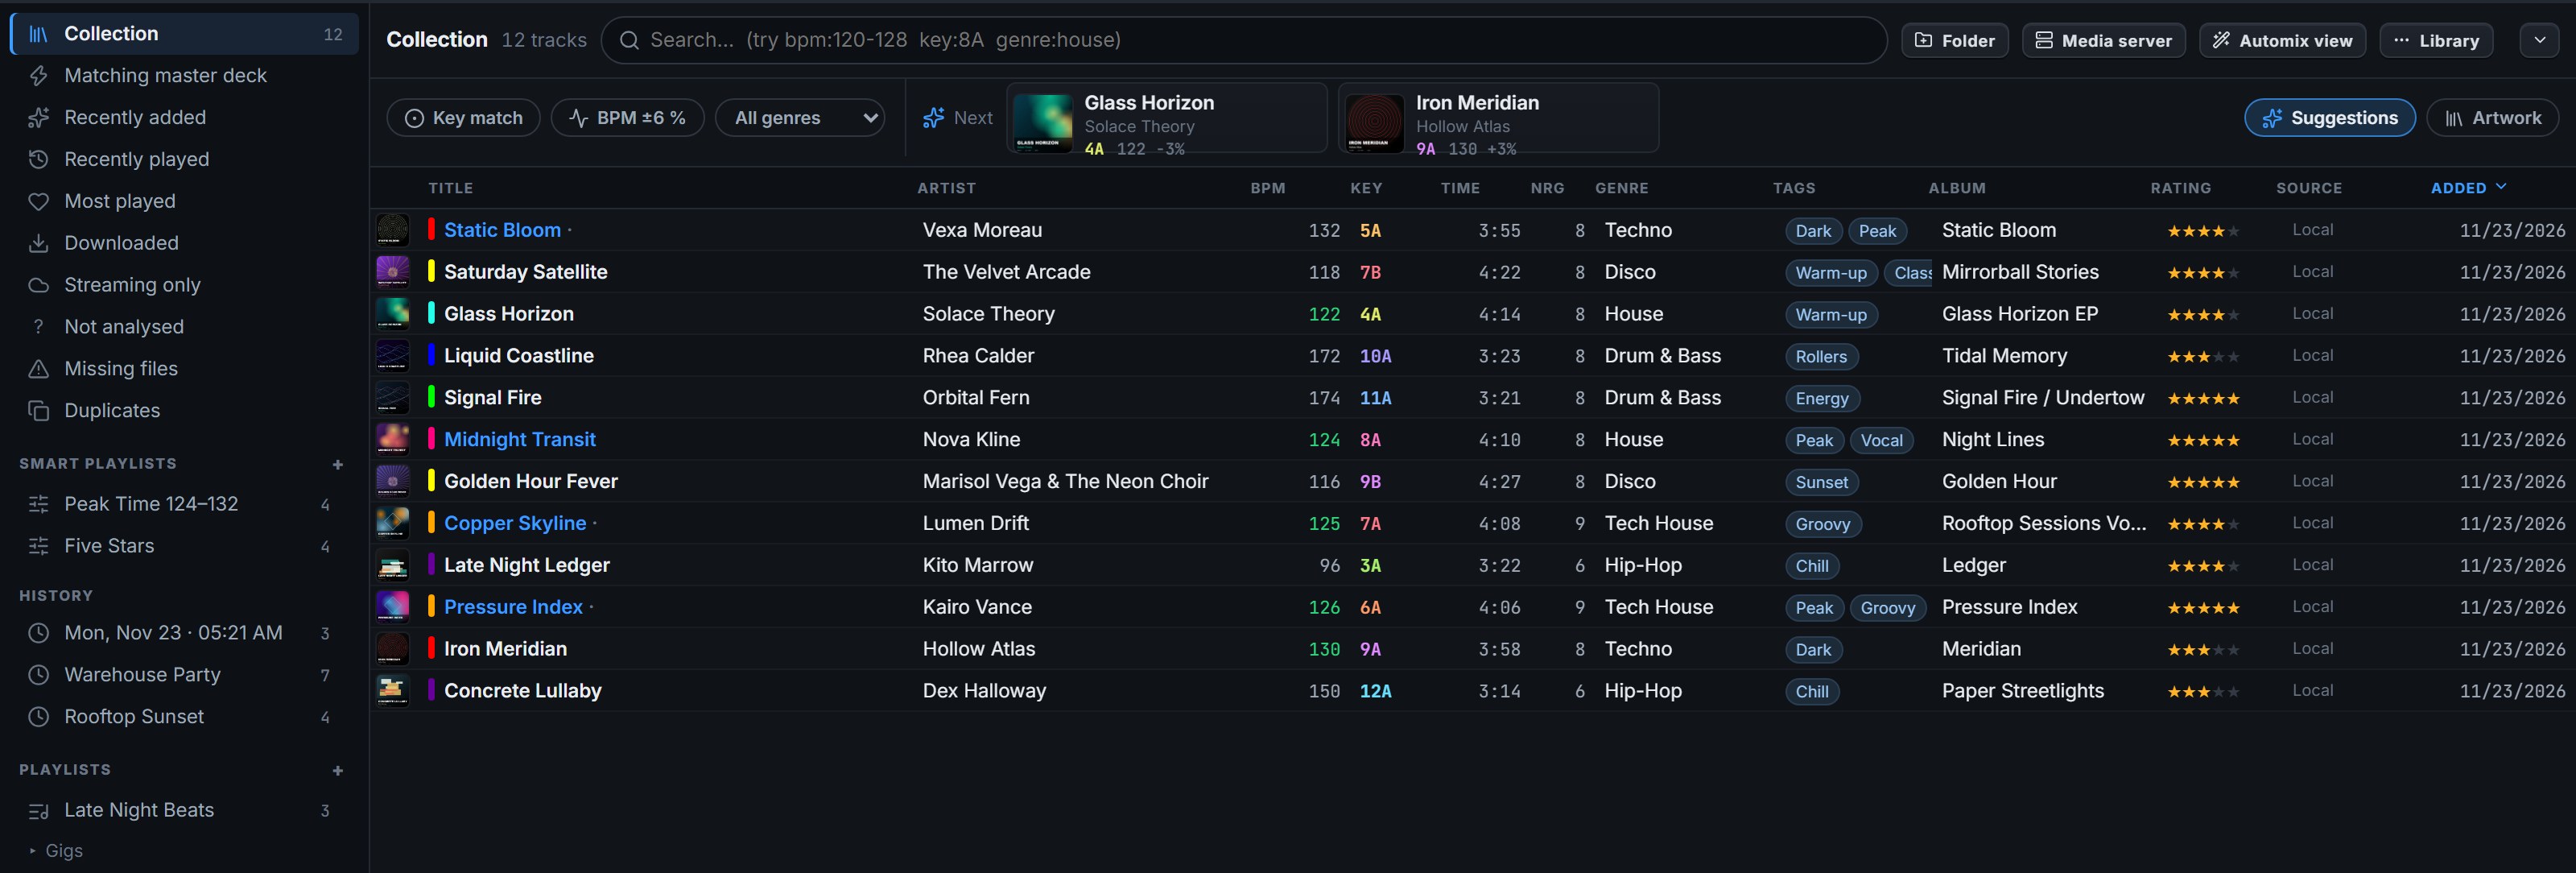 Collection 12
Matching master deck
Recently added
Recently played
Most played
Downloaded
Streaming only
? Not analysed
Missing files
Duplicates
SMART PLAYLISTS +
Peak Time 124–132 4
Five Stars 4
HISTORY
Mon, Nov 23 · 05:21 AM 3
Warehouse Party 7
Rooftop Sunset 4
PLAYLISTS +
Late Night Beats 3
Gigs
Collection 12 tracks Search... (try bpm:120-128 key:8A genre:house) Folder Media server Automix view ··· Library
Key match BPM ±6 % All genres Next
Glass Horizon
Solace Theory
4A 122 -3%
Iron Meridian
Hollow Atlas
9A 130 +3%
Suggestions Artwork
TITLE ARTIST BPM KEY TIME NRG GENRE TAGS ALBUM RATING SOURCE ADDED
Static Bloom · Vexa Moreau 132 5A 3:55 8 Techno Dark Peak Static Bloom ★★★★★ Local 11/23/2026
Saturday Satellite The Velvet Arcade 118 7B 4:22 8 Disco Warm-up Class Mirrorball Stories ★★★★★ Local 11/23/2026
Glass Horizon Solace Theory 122 4A 4:14 8 House Warm-up Glass Horizon EP ★★★★★ Local 11/23/2026
Liquid Coastline Rhea Calder 172 10A 3:23 8 Drum & Bass Rollers Tidal Memory ★★★★★ Local 11/23/2026
Signal Fire Orbital Fern 174 11A 3:21 8 Drum & Bass Energy Signal Fire / Undertow ★★★★★ Local 11/23/2026
Midnight Transit Nova Kline 124 8A 4:10 8 House Peak Vocal Night Lines ★★★★★ Local 11/23/2026
Golden Hour Fever Marisol Vega & The Neon Choir 116 9B 4:27 8 Disco Sunset Golden Hour ★★★★★ Local 11/23/2026
Copper Skyline · Lumen Drift 125 7A 4:08 9 Tech House Groovy Rooftop Sessions Vo... ★★★★★ Local 11/23/2026
Late Night Ledger Kito Marrow 96 3A 3:22 6 Hip-Hop Chill Ledger ★★★★★ Local 11/23/2026
Pressure Index · Kairo Vance 126 6A 4:06 9 Tech House Peak Groovy Pressure Index ★★★★★ Local 11/23/2026
Iron Meridian Hollow Atlas 130 9A 3:58 8 Techno Dark Meridian ★★★★★ Local 11/23/2026
Concrete Lullaby Dex Halloway 150 12A 3:14 6 Hip-Hop Chill Paper Streetlights ★★★★★ Local 11/23/2026